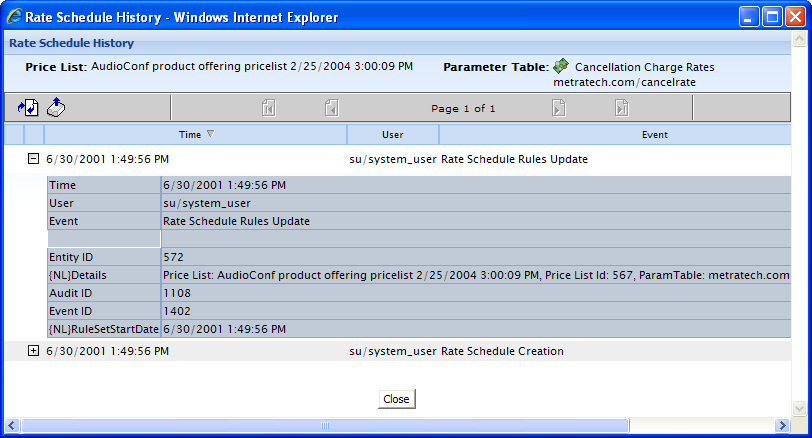 Rate Schedule History - Windows Internet Explorer
Rate Schedule History
Price List: AudioConf product offering pricelist 2/25/2004 3:00:09 PM Parameter Table: Cancellation Charge Rates
metratech.com/cancelrate
Page 1 of 1
Time User Event
6/30/2001 1:49:56 PM su/system_user Rate Schedule Rules Update
Time 6/30/2001 1:49:56 PM
User su/system_user
Event Rate Schedule Rules Update
Entity ID 572
{NL}Details Price List: AudioConf product offering pricelist 2/25/2004 3:00:09 PM, Price List Id: 567, ParamTable: metratech.com
Audit ID 1108
Event ID 1402
{NL}RuleSetStartDate 6/30/2001 1:49:56 PM
6/30/2001 1:49:56 PM su/system_user Rate Schedule Creation
Close